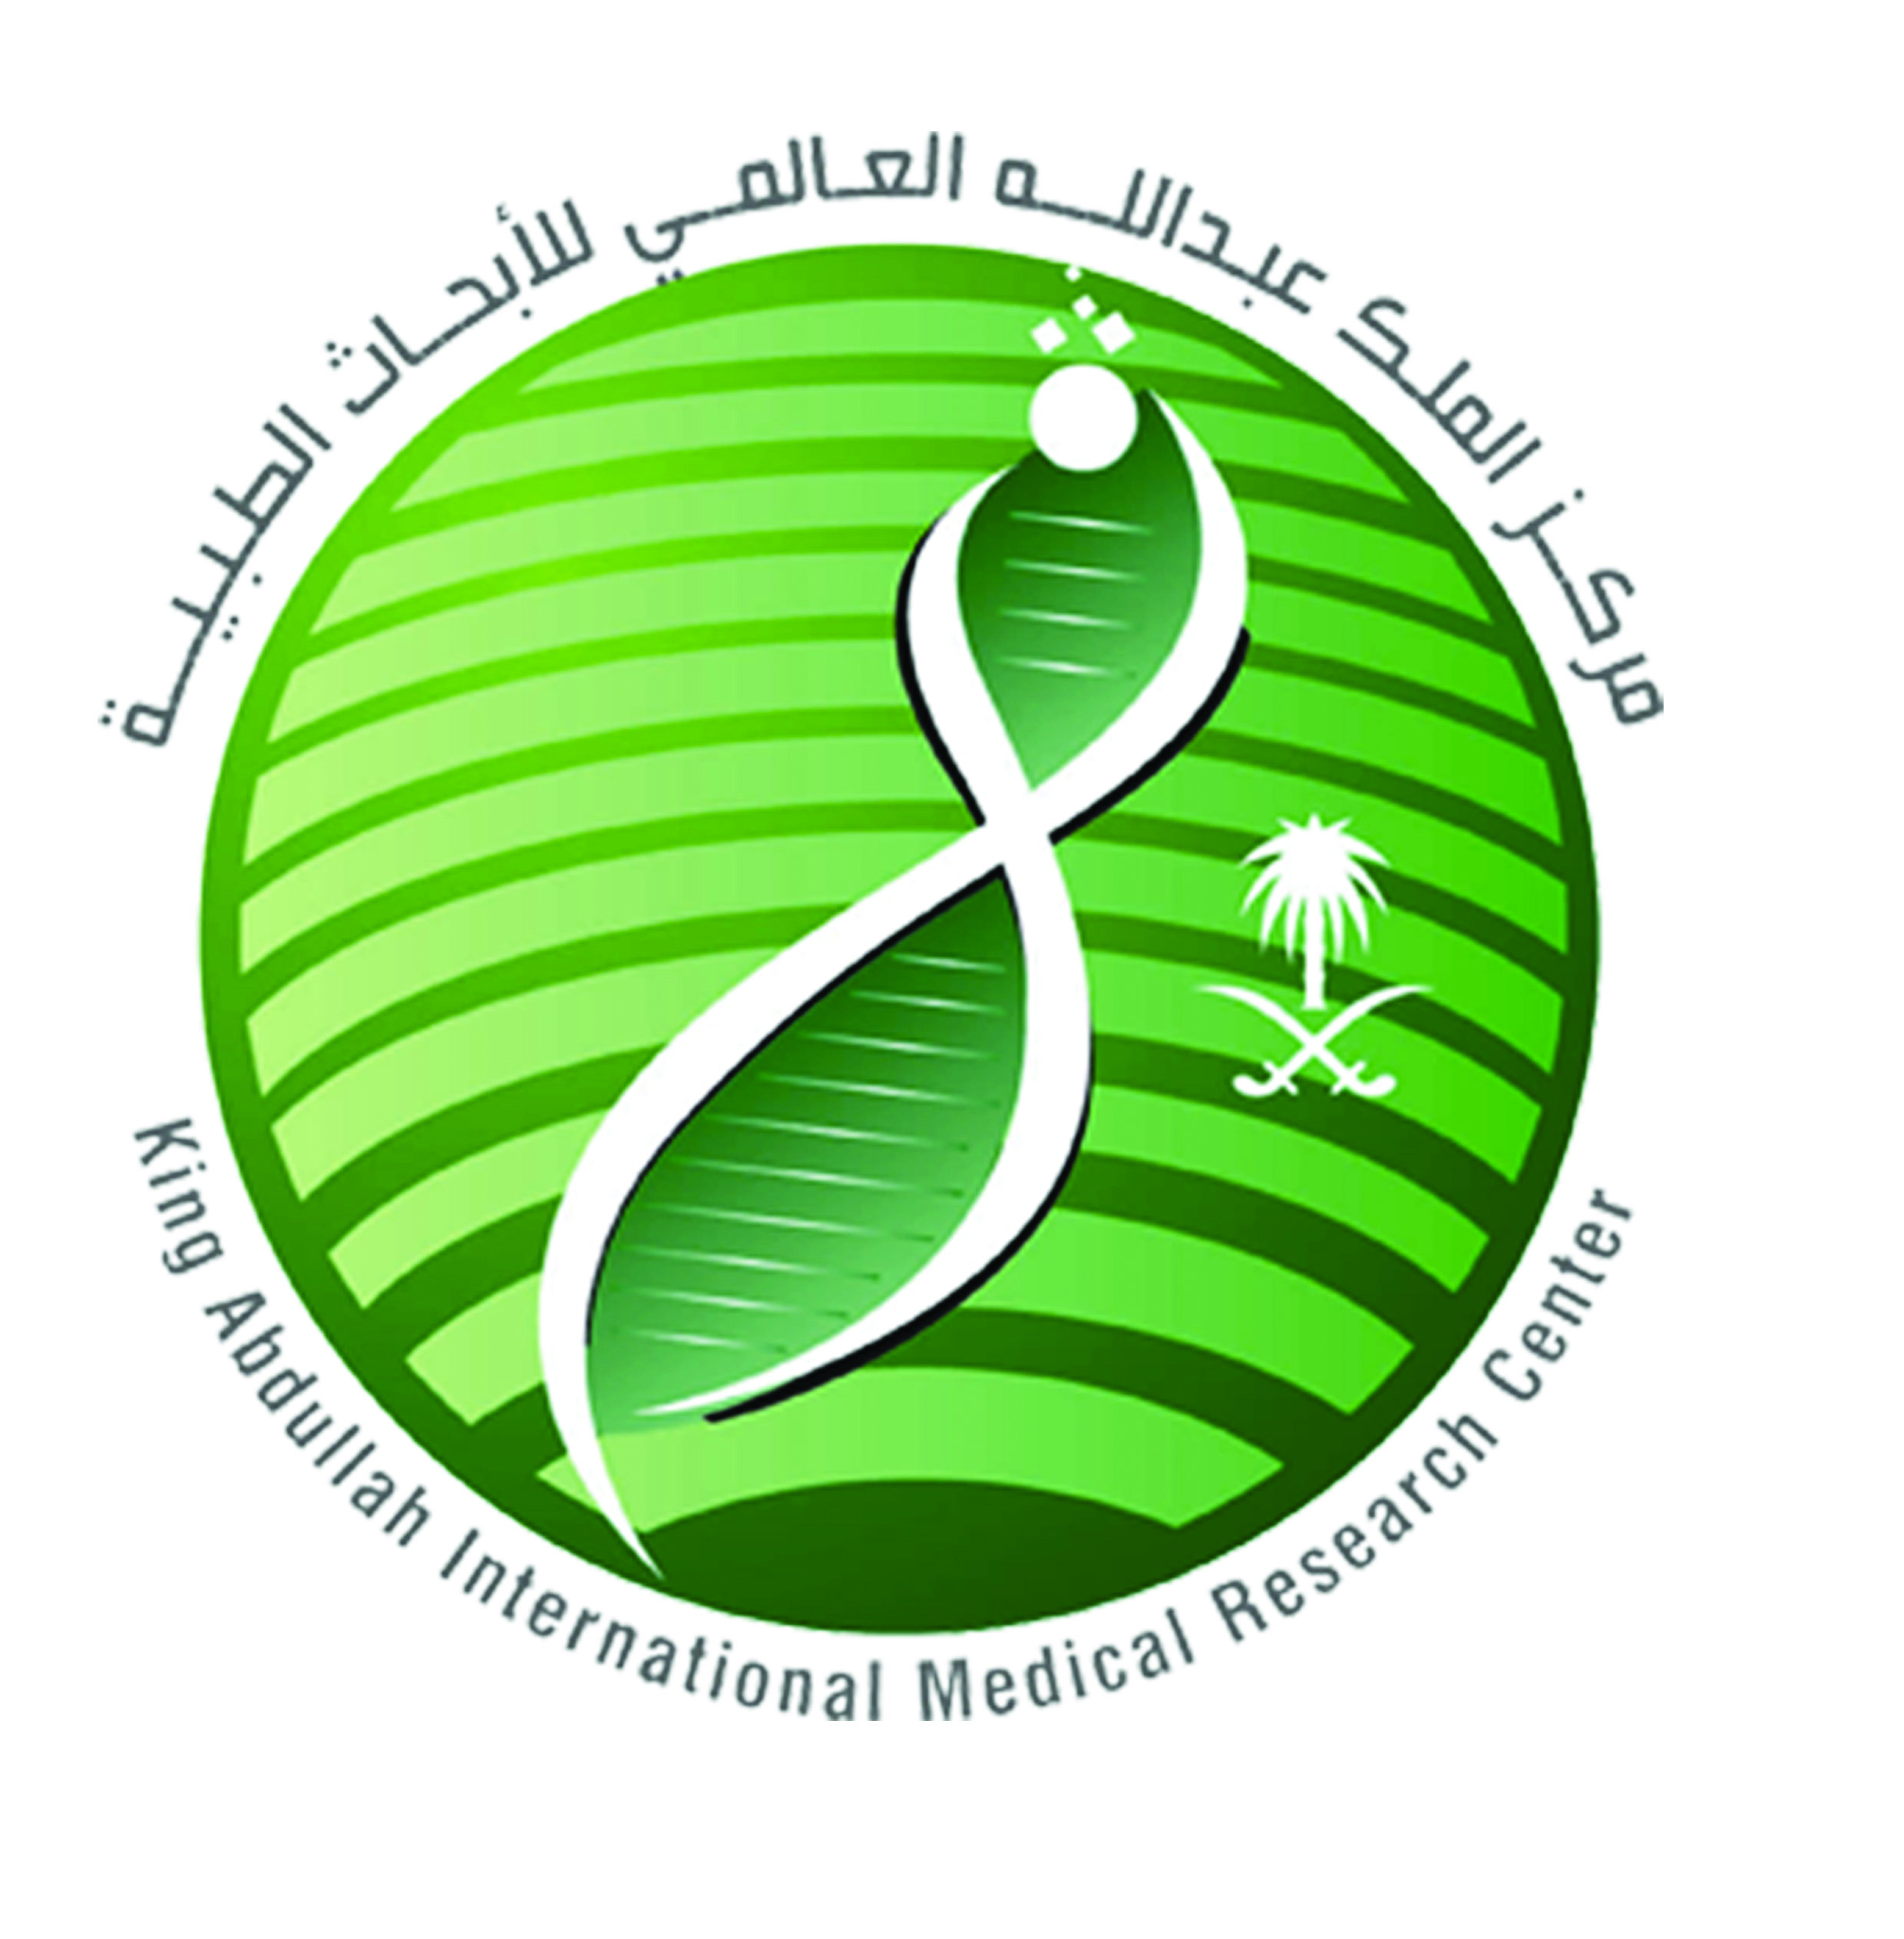 مركز الملك عبدالله العالمي للأبحاث الطبية
King Abdullah International Medical Research Center